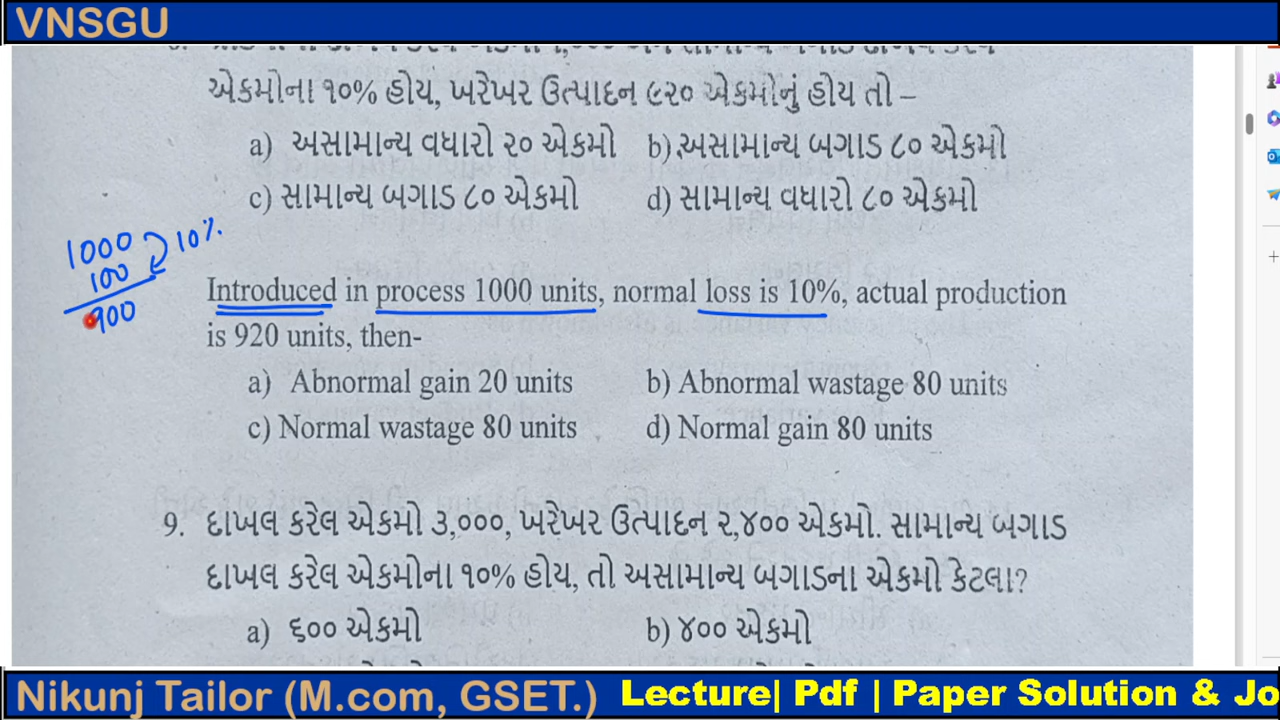 VNSGU
એકમોના ૧૦% હોય, ખરેખર ઉત્પાદન ૯૨૦ એકમોનું હોય તો –
a) અસામાન્ય વધારો ૨૦ એકમો b) અસામાન્ય બગાડ ૮૦ એકમો
c) સામાન્ય બગાડ ૮૦ એકમો d) સામાન્ય વધારો ૮૦ એકમો
1000 10%
100
900
Introduced in process 1000 units, normal loss is 10%, actual production
is 920 units, then-
a) Abnormal gain 20 units b) Abnormal wastage 80 units
c) Normal wastage 80 units d) Normal gain 80 units
9. દાખલ કરેલ એકમો ૩,૦૦૦, ખરેખર ઉત્પાદન ૨,૪૦૦ એકમો. સામાન્ય બગાડ
દાખલ કરેલ એકમોના ૧૦% હોય, તો અસામાન્ય બગાડના એકમો કેટલા?
a) ૬૦૦ એકમો b) ૪૦૦ એકમો
Nikunj Tailor (M.com, GSET.) Lecture| Pdf | Paper Solution & Jo